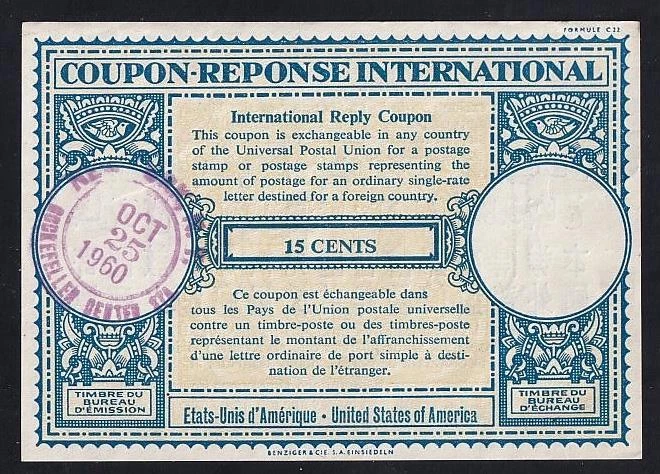 FORMULE C 22
COUPON-REPONSE INTERNATIONAL
International Reply Coupon
This coupon is exchangeable in any country
of the Universal Postal Union for a postage
stamp or postage stamps representing the
amount of postage for an ordinary single-rate
letter destined for a foreign country.
15 CENTS
Ce coupon est échangeable dans
tous les Pays de l'Union postale universelle
contre un timbre-poste ou des timbres-poste
représentant le montant de l'affranchissement
d'une lettre ordinaire de port simple à desti-
nation de l'étranger.
OCT
25
1960
ROCKEFELLER CENTER STA
TIMBRE DU
BUREAU
D'ÉMISSION
Etats-Unis d'Amérique • United States of America
TIMBRE DU
BUREAU
D'ÉCHANGE
BENZIGER & CIE. S.A. EINSIEDELN